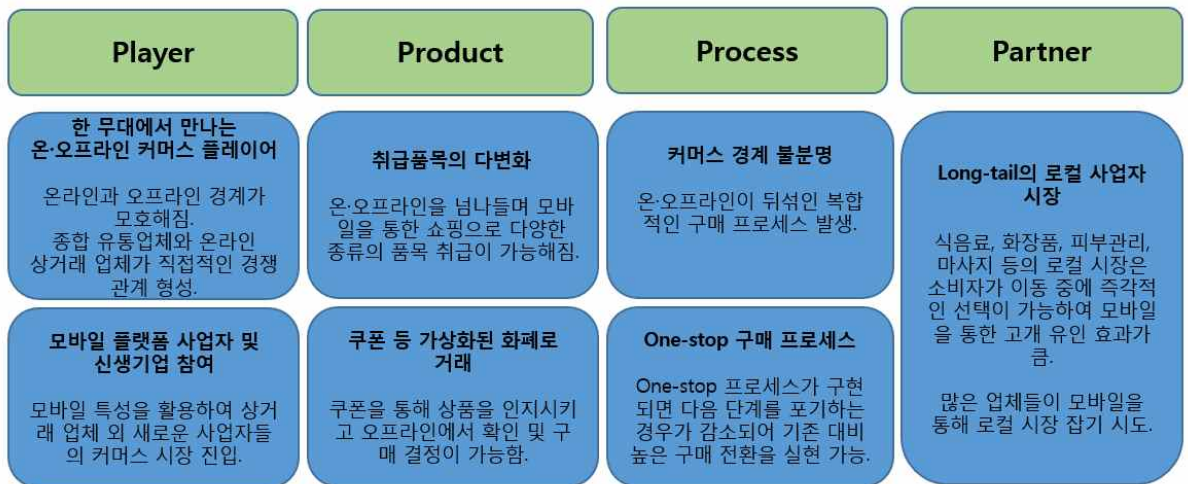 Player
Product
Process
Partner
한 무대에서 만나는
온·오프라인 커머스 플레이어
온라인과 오프라인 경계가
모호해짐.
종합 유통업체와 온라인
상거래 업체가 직접적인 경쟁
관계 형성.
취급품목의 다변화
온·오프라인을 넘나들며 모바
일을 통한 쇼핑으로 다양한
종류의 품목 취급이 가능해짐.
커머스 경계 불분명
온·오프라인이 뒤섞인 복합
적인 구매 프로세스 발생.
Long-tail의 로컬 사업자
시장
식음료, 화장품, 피부관리,
마사지 등의 로컬 시장은
소비자가 이동 중에 즉각적
인 선택이 가능하여 모바일
을 통한 고개 유인 효과가
큼.
많은 업체들이 모바일을
통해 로컬 시장 잡기 시도.
모바일 플랫폼 사업자 및
신생기업 참여
모바일 특성을 활용하여 상거
래 업체 외 새로운 사업자들
의 커머스 시장 진입.
쿠폰 등 가상화된 화폐로
거래
쿠폰을 통해 상품을 인지시키
고 오프라인에서 확인 및 구
매 결정이 가능함.
One-stop 구매 프로세스
One-stop 프로세스가 구현
되면 다음 단계를 포기하는
경우가 감소되어 기존 대비
높은 구매 전환을 실현 가능.